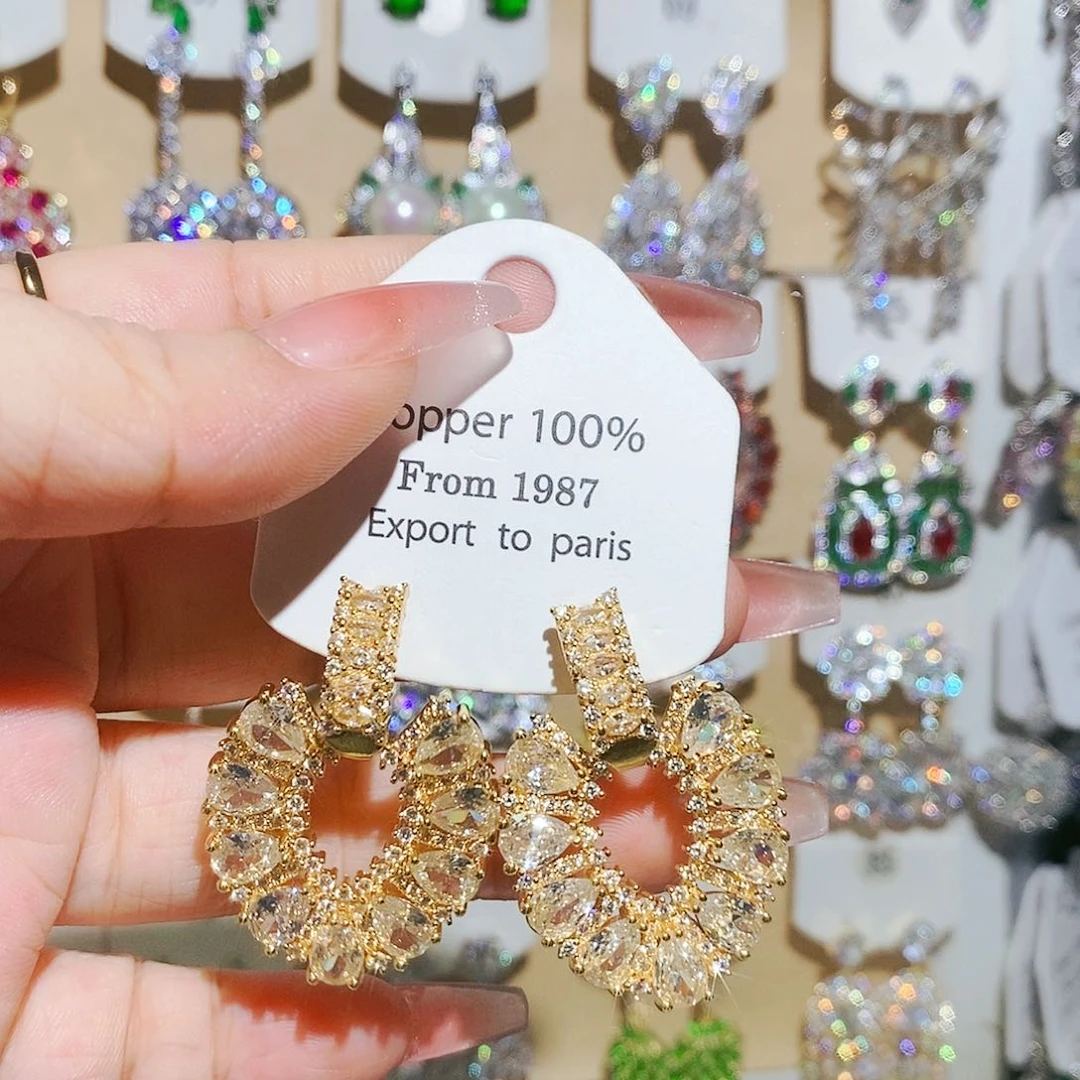 opper 100%
From 1987
Export to paris